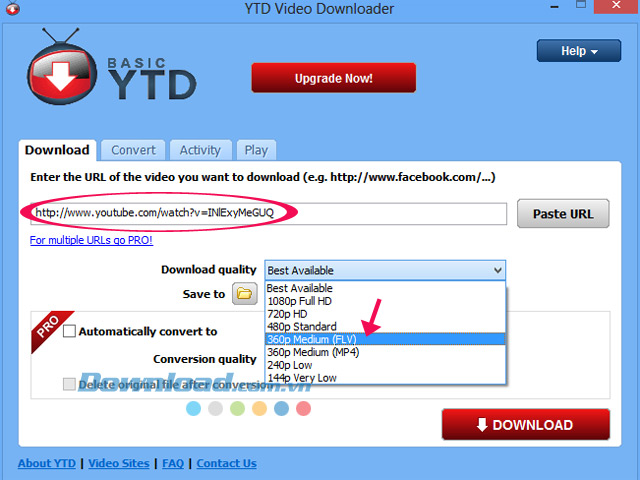 YTD Video Downloader
BASIC
YTD
Upgrade Now!
Help
Download Convert Activity Play
Enter the URL of the video you want to download (e.g. http://www.facebook.com/...)
http://www.youtube.com/watch?v=INlExyMeGUQ
Paste URL
For multiple URLs go PRO!
Download quality Best Available
Save to
Best Available
1080p Full HD
720p HD
480p Standard
360p Medium (FLV)
360p Medium (MP4)
240p Low
144p Very Low
PRO
Automatically convert to
Conversion quality
Delete original file after conversion
Download.com.vn
DOWNLOAD
About YTD | Video Sites | FAQ | Contact Us